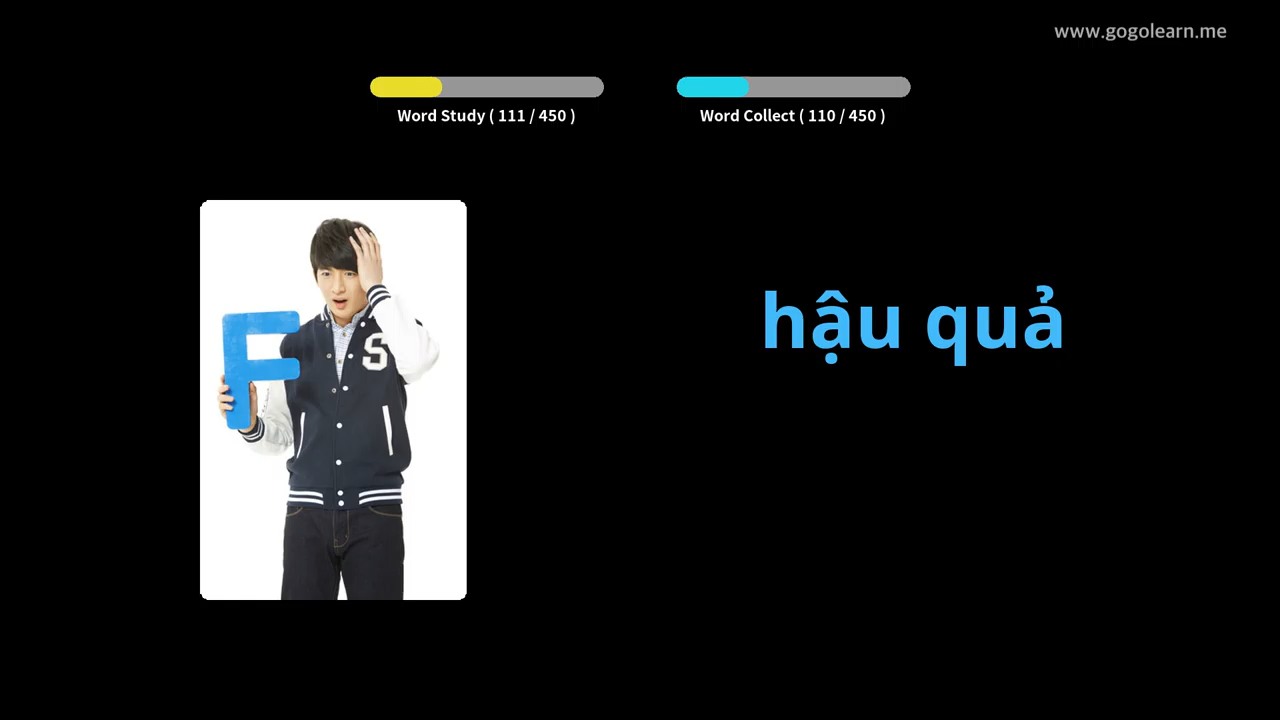 www.gogolearn.me
Word Study ( 111 / 450 )
Word Collect ( 110 / 450 )
F
S
hậu quả